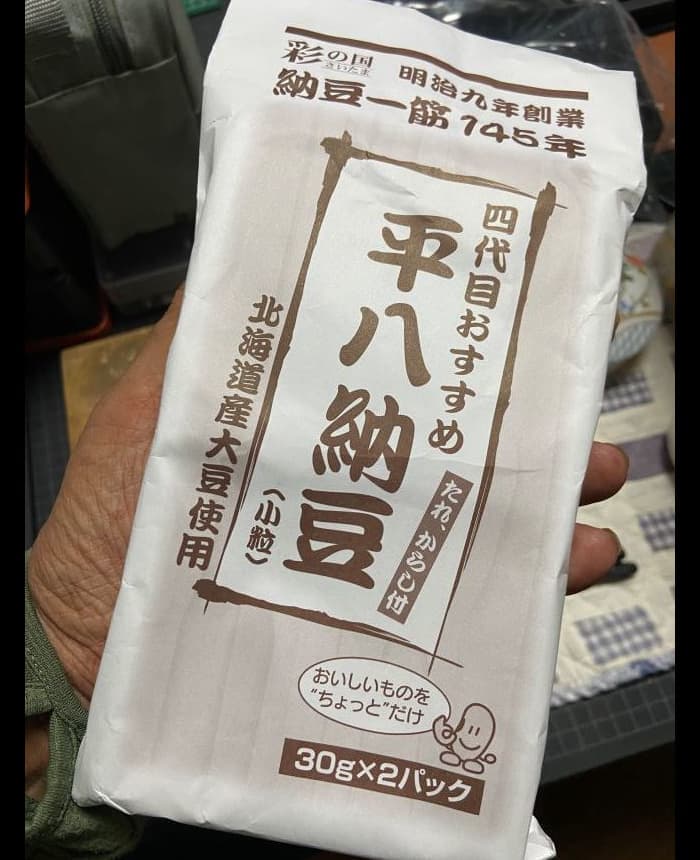 彩の国
さいたま
明治九年創業
納豆一筋145年
四代目おすすめ
平八納豆
(小粒)
たれ、からし付
北海道産大豆使用
おいしいものを
“ちょっと”だけ
30g×2パック